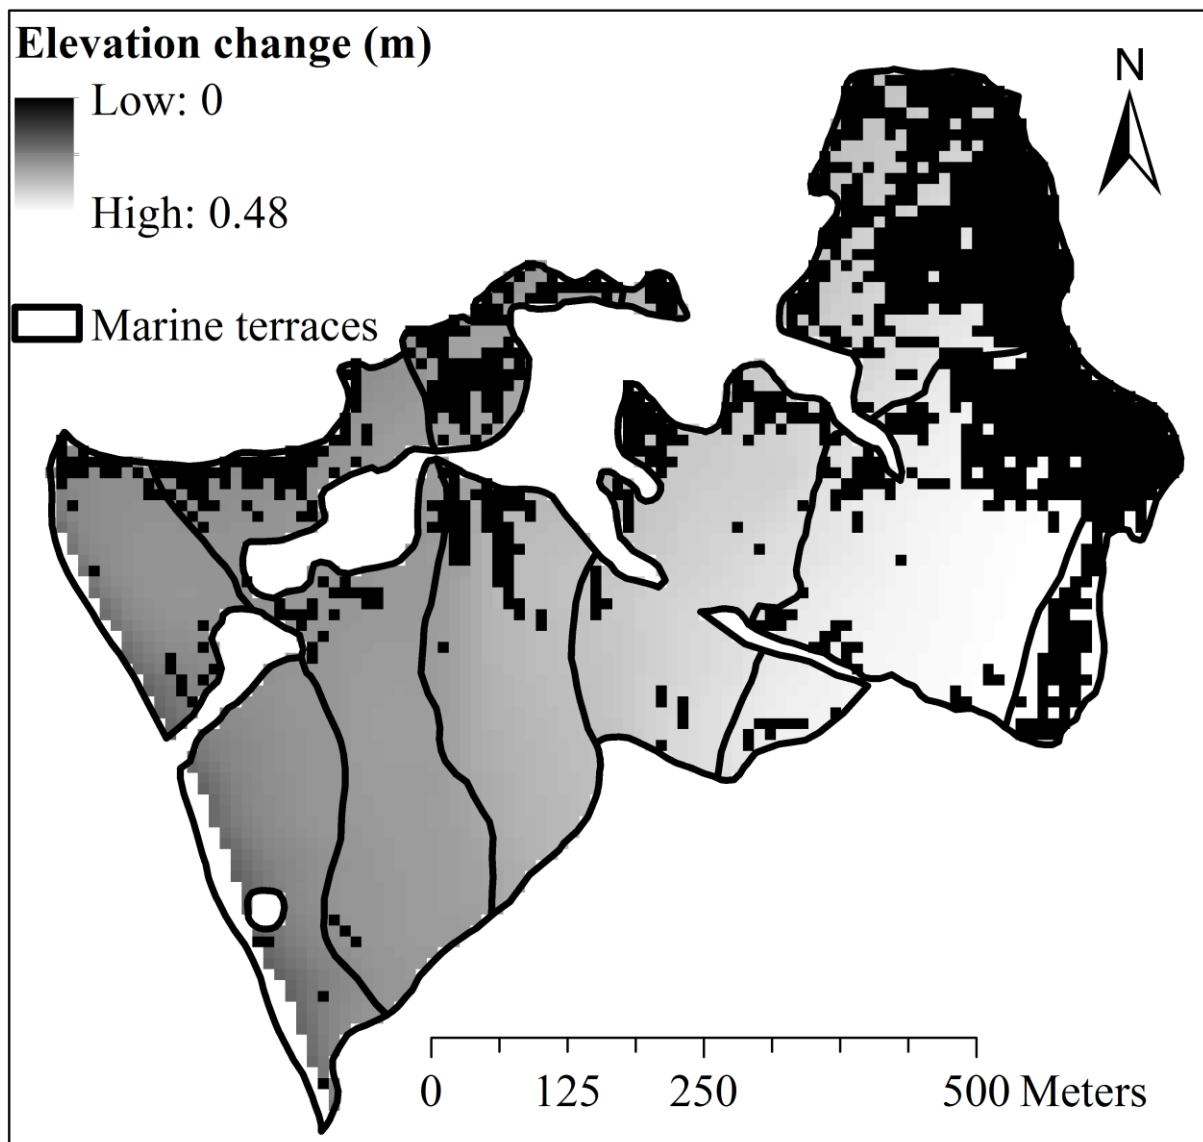 Elevation change (m)
Low: 0
High: 0.48
Marine terraces
N
0 125 250 500 Meters